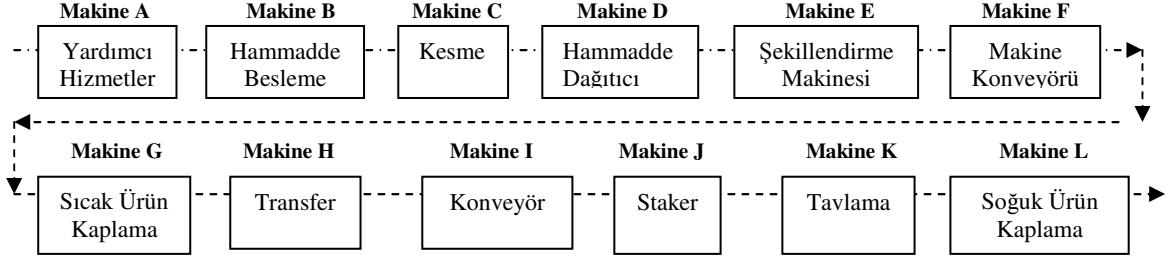 Makine A Makine B Makine C Makine D Makine E Makine F
Yardımcı Hammadde Kesme Hammadde Şekillendirme Makine
Hizmetler Besleme Dağıtıcı Makinesi Konveyörü
Makine G Makine H Makine I Makine J Makine K Makine L
Sıcak Ürün Transfer Konveyör Staker Tavlama Soğuk Ürün
Kaplama Kaplama